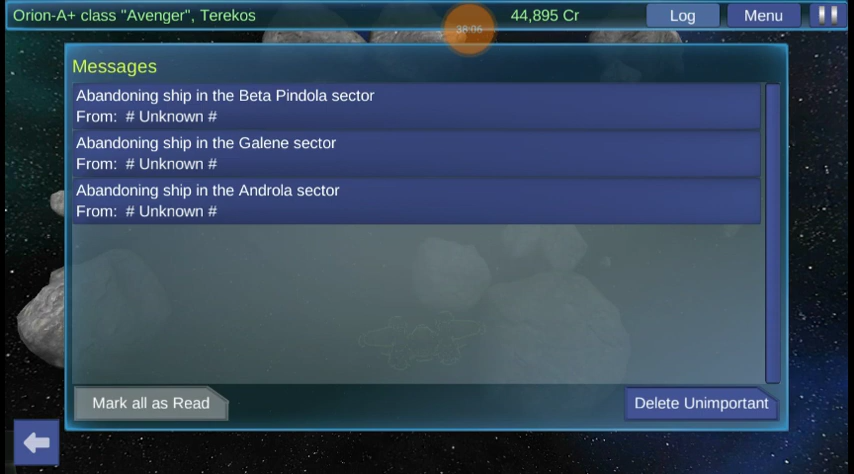 Orion-A+ class "Avenger", Terekos
44,895 Cr
Log
Menu
38:06
Messages
Abandoning ship in the Beta Pindola sector
From: # Unknown #
Abandoning ship in the Galene sector
From: # Unknown #
Abandoning ship in the Androla sector
From: # Unknown #
Mark all as Read
Delete Unimportant